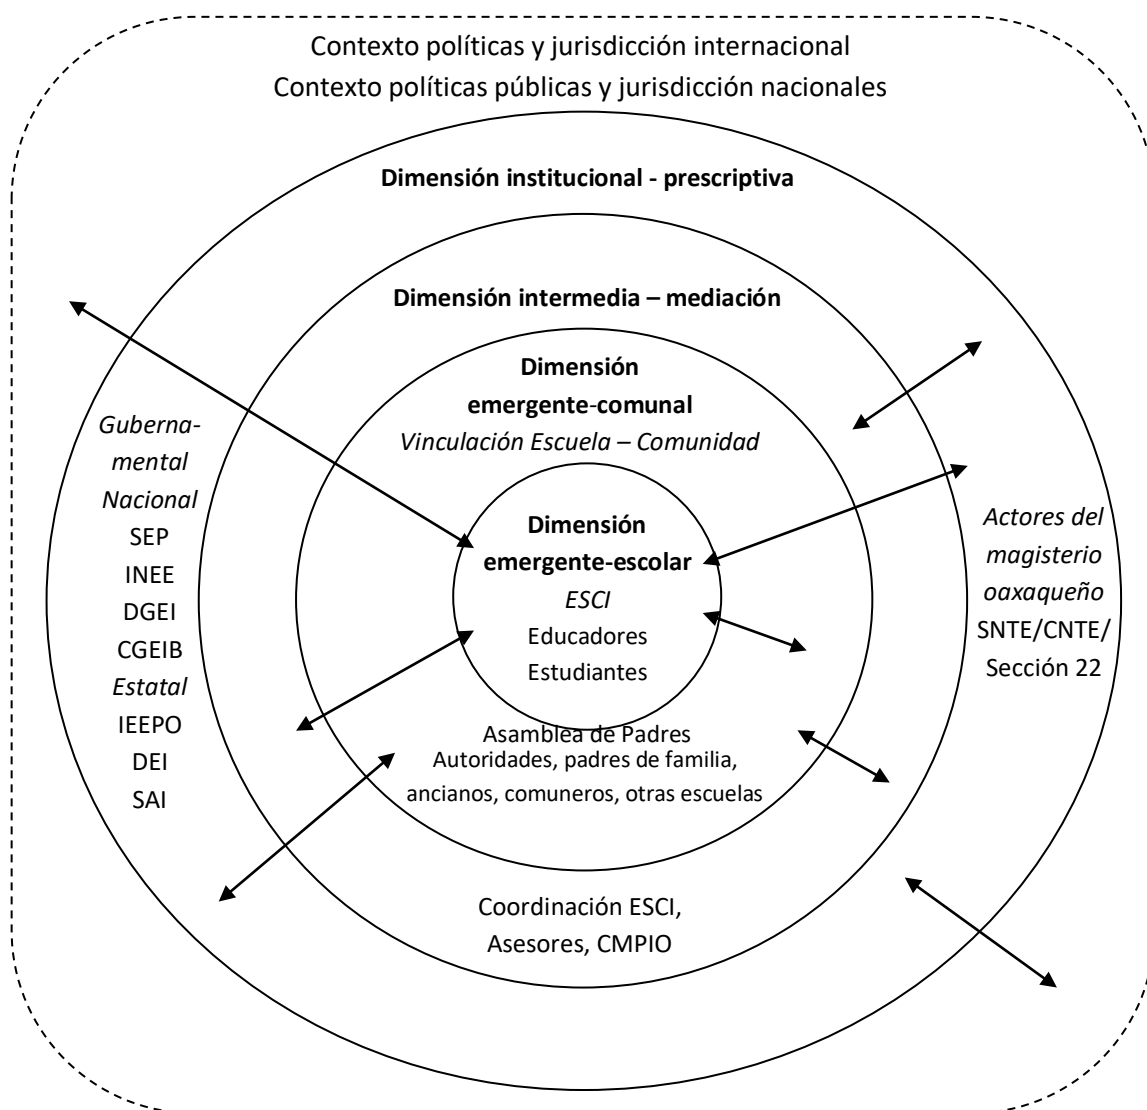 Contexto políticas y jurisdicción internacional
Contexto políticas públicas y jurisdicción nacionales
Dimensión institucional - prescriptiva
Dimensión intermedia – mediación
Dimensión
emergente-comunal
Vinculación Escuela – Comunidad
Guberna-
mental
Nacional
SEP
INEE
DGEI
CGEIB
Estatal
IEEPO
DEI
SAI
Dimensión
emergente-escolar
ESCI
Educadores
Estudiantes
Actores del
magisterio
oaxaqueño
SNTE/CNTE/
Sección 22
Asamblea de Padres
Autoridades, padres de familia,
ancianos, comuneros, otras escuelas
Coordinación ESCI,
Asesores, CMPIO